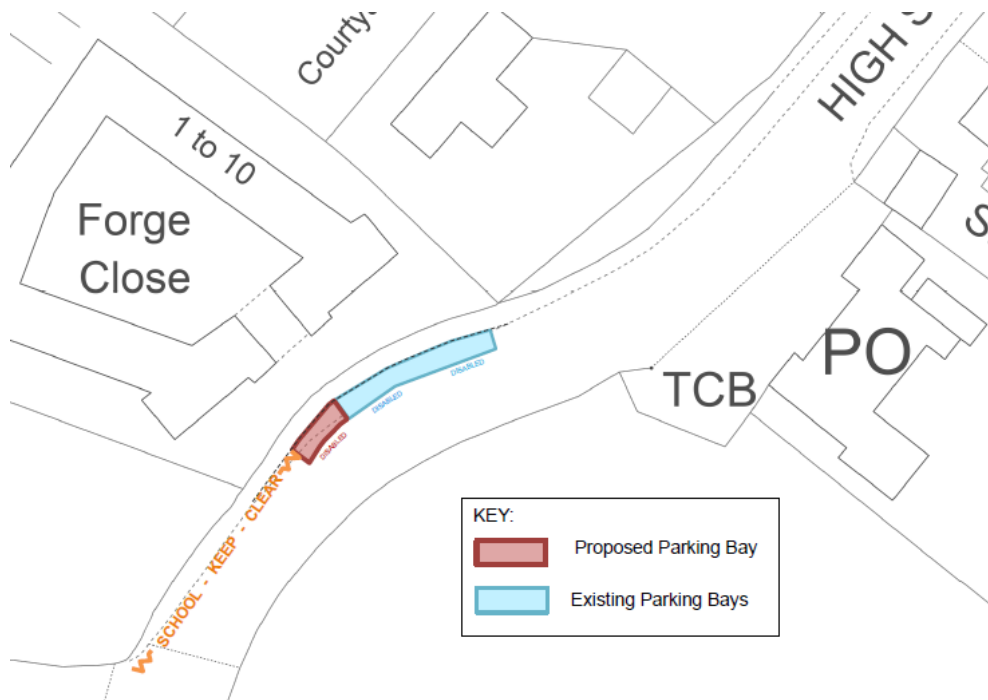 Courtya
HIGH S
1 to 10
Forge
Close
S
PO
TCB
DISABLED
DISABLED
DISABLED
SCHOOL - KEEP - CLEAR
KEY:
Proposed Parking Bay
Existing Parking Bays